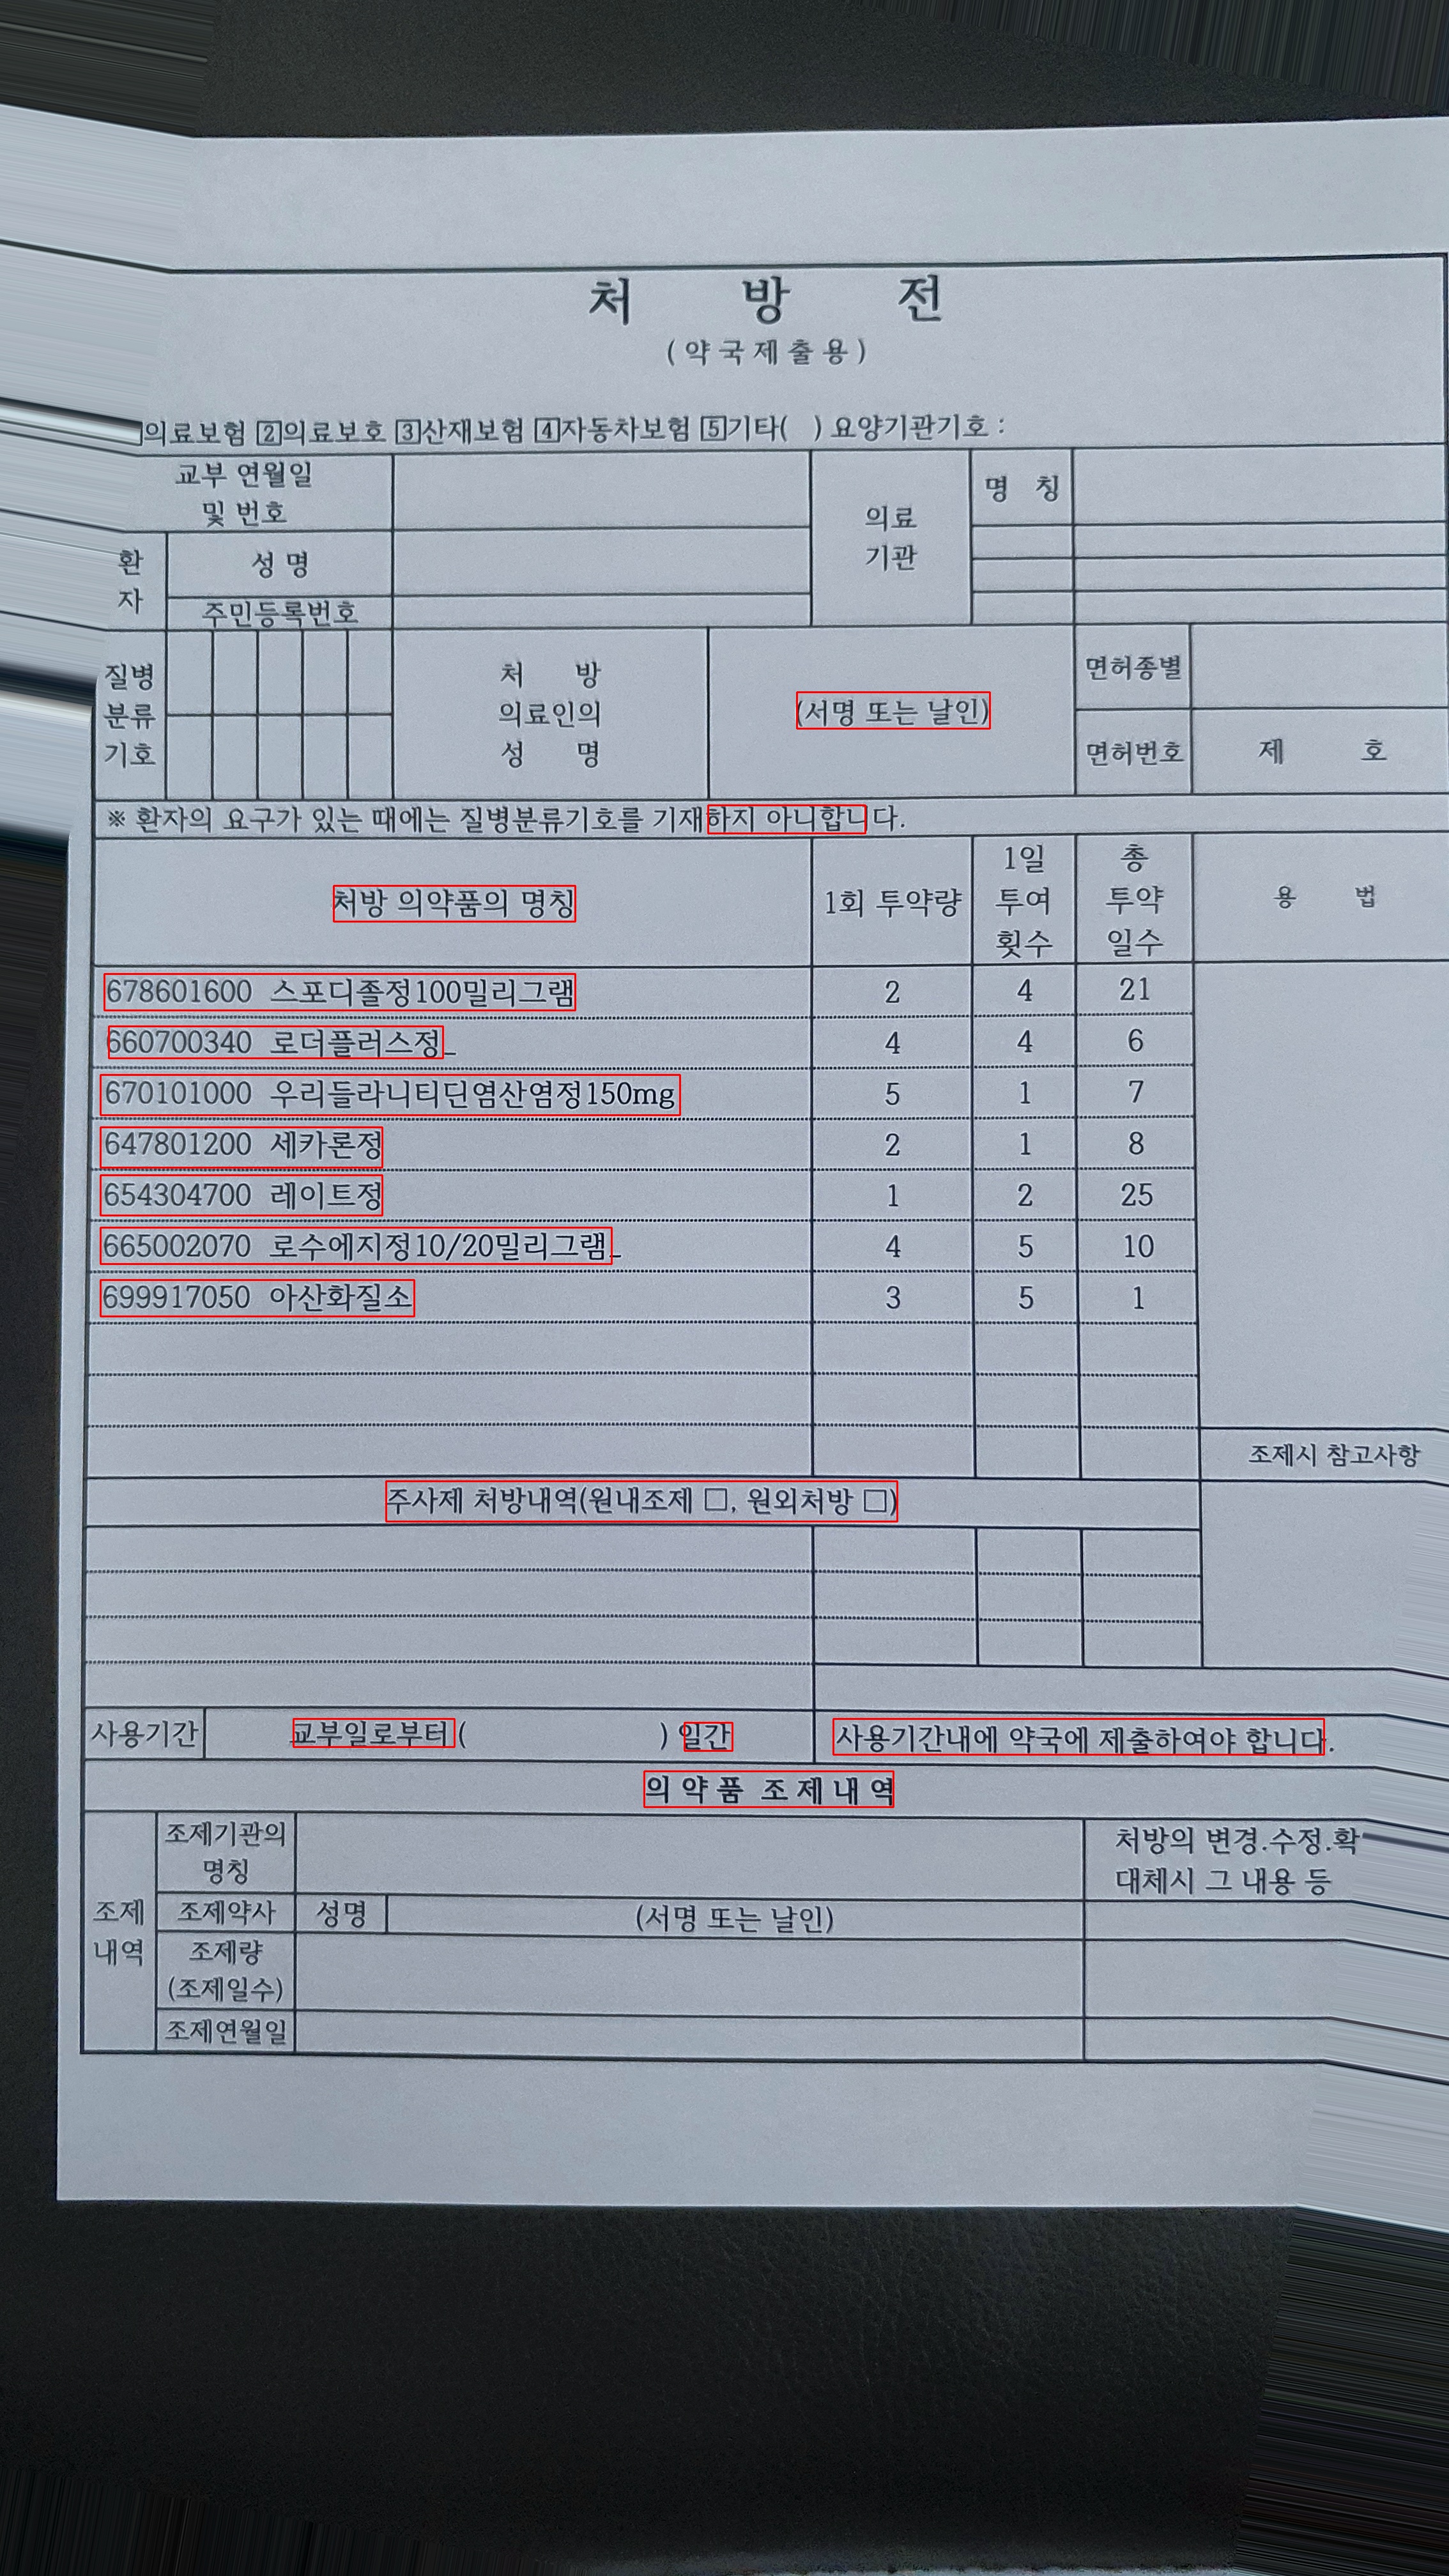 처 방 전
(약국제출용)
의료보험 2의료보호 3산재보험 4자동차보험 5기타( ) 요양기관기호 :
교부 연월일
및 번호
의료
기관
명 칭
환
자
성 명
주민등록번호
질병
분류
기호
처 방
의료인의
성 명
(서명 또는 날인)
면허종별
면허번호
제 호
※ 환자의 요구가 있는 때에는 질병분류기호를 기재하지 아니합니다.
처방 의약품의 명칭
1회 투약량
1일
투여
횟수
총
투약
일수
용 법
678601600 스포디졸정100밀리그램 2 4 21
660700340 로더플러스정_ 4 4 6
670101000 우리들라니티딘염산염정150mg 5 1 7
647801200 세카론정 2 1 8
654304700 레이트정 1 2 25
665002070 로수에지정10/20밀리그램_ 4 5 10
699917050 아산화질소 3 5 1
조제시 참고사항
주사제 처방내역(원내조제 □, 원외처방 □)
사용기간 교부일로부터 ( ) 일간 사용기간내에 약국에 제출하여야 합니다.
의 약 품 조 제 내 역
조제
내역
조제기관의
명칭
처방의 변경.수정.확
대체시 그 내용 등
조제약사 성명 (서명 또는 날인)
조제량
(조제일수)
조제연월일